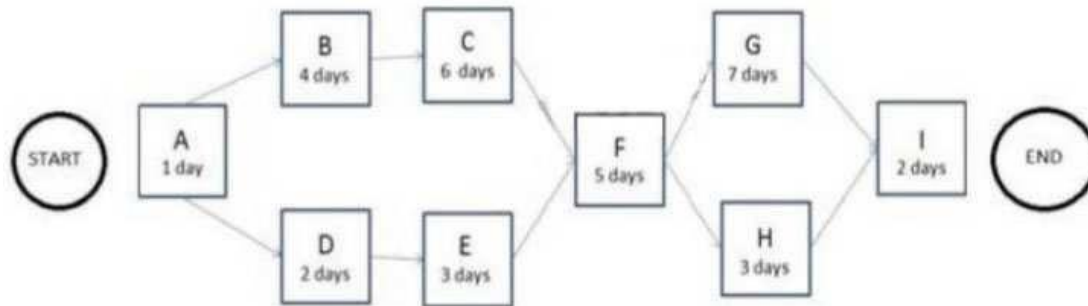 START
A
1 day
B
4 days
C
6 days
D
2 days
E
3 days
F
5 days
G
7 days
H
3 days
I
2 days
END